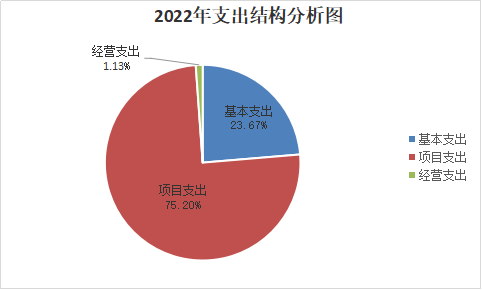 2022年支出结构分析图
经营支出
1.13%
基本支出
23.67%
项目支出
75.20%
基本支出
项目支出
经营支出